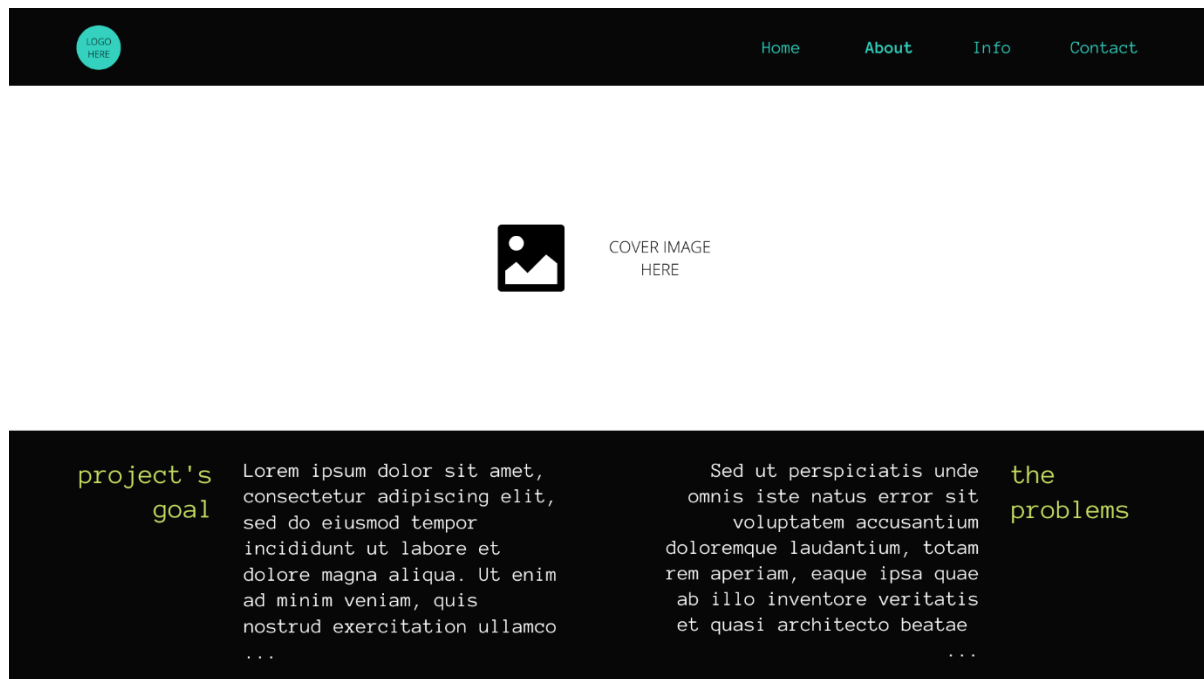 LOGO
HERE
Home
About
Info
Contact
COVER IMAGE
HERE
project's
goal
Lorem ipsum dolor sit amet,
consectetur adipiscing elit,
sed do eiusmod tempor
incididunt ut labore et
dolore magna aliqua. Ut enim
ad minim veniam, quis
nostrud exercitation ullamco
...
Sed ut perspiciatis unde
omnis iste natus error sit
voluptatem accusantium
doloremque laudantium, totam
rem aperiam, eaque ipsa quae
ab illo inventore veritatis
et quasi architecto beatae
...
the
problems